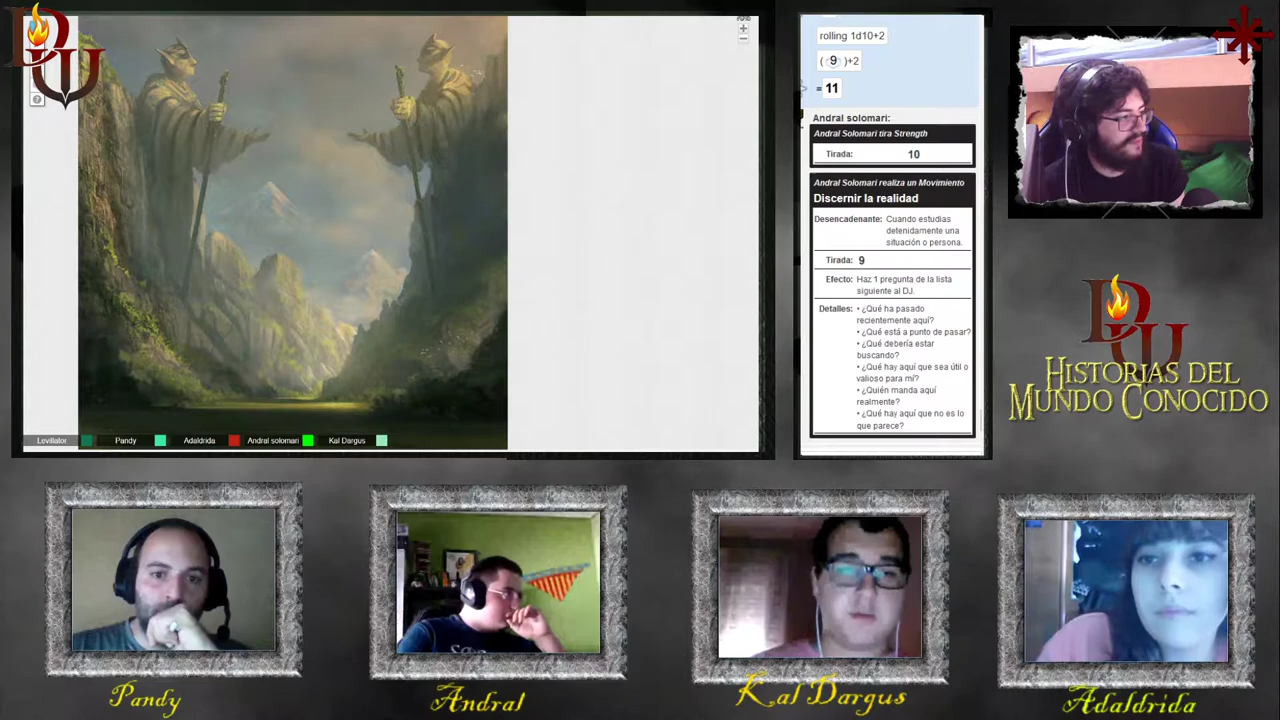 DU
?
70%
+
−
Levillator
Pandy
Adaldrida
Andral solomari
Kal Dargus
rolling 1d10+2
( 9 )+2
= 11
Andral solomari:
Andral Solomari tira Strength
Tirada: 10
Andral Solomari realiza un Movimiento
Discernir la realidad
Desencadenante: Cuando estudias
detenidamente una
situación o persona.
Tirada: 9
Efecto: Haz 1 pregunta de la lista
siguiente al DJ.
Detalles: • ¿Qué ha pasado
recientemente aquí?
• ¿Qué está a punto de pasar?
• ¿Qué debería estar
buscando?
• ¿Qué hay aquí que sea útil o
valioso para mí?
• ¿Quién manda aquí
realmente?
• ¿Qué hay aquí que no es lo
que parece?
DU
Historias del
Mundo Conocido
Pandy
Andral
Kal Dargus
Adaldrida